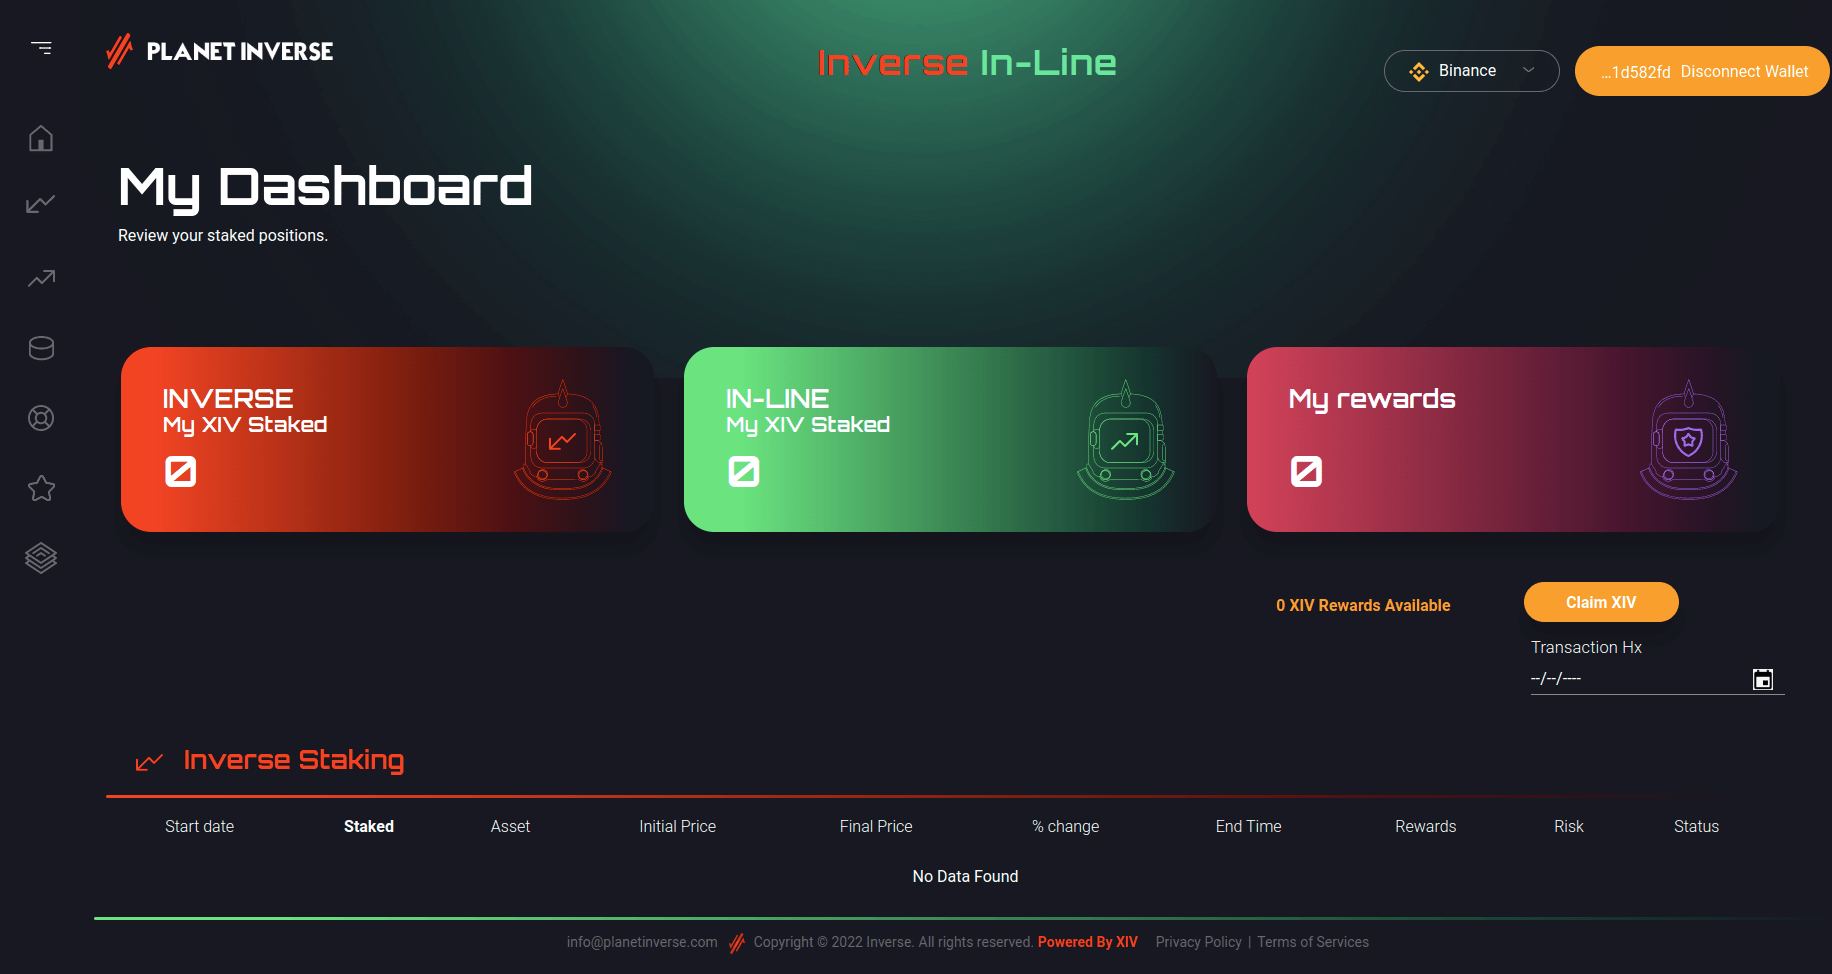 PLANET INVERSE
Inverse In-Line
Binance
...1d582fd Disconnect Wallet
My Dashboard
Review your staked positions.
INVERSE
My XIV Staked
0
IN-LINE
My XIV Staked
0
My rewards
0
0 XIV Rewards Available
Claim XIV
Transaction Hx
--/--/----
Inverse Staking
Start date Staked Asset Initial Price Final Price % change End Time Rewards Risk Status
No Data Found
info@planetinverse.com Copyright © 2022 Inverse. All rights reserved. Powered By XIV Privacy Policy | Terms of Services